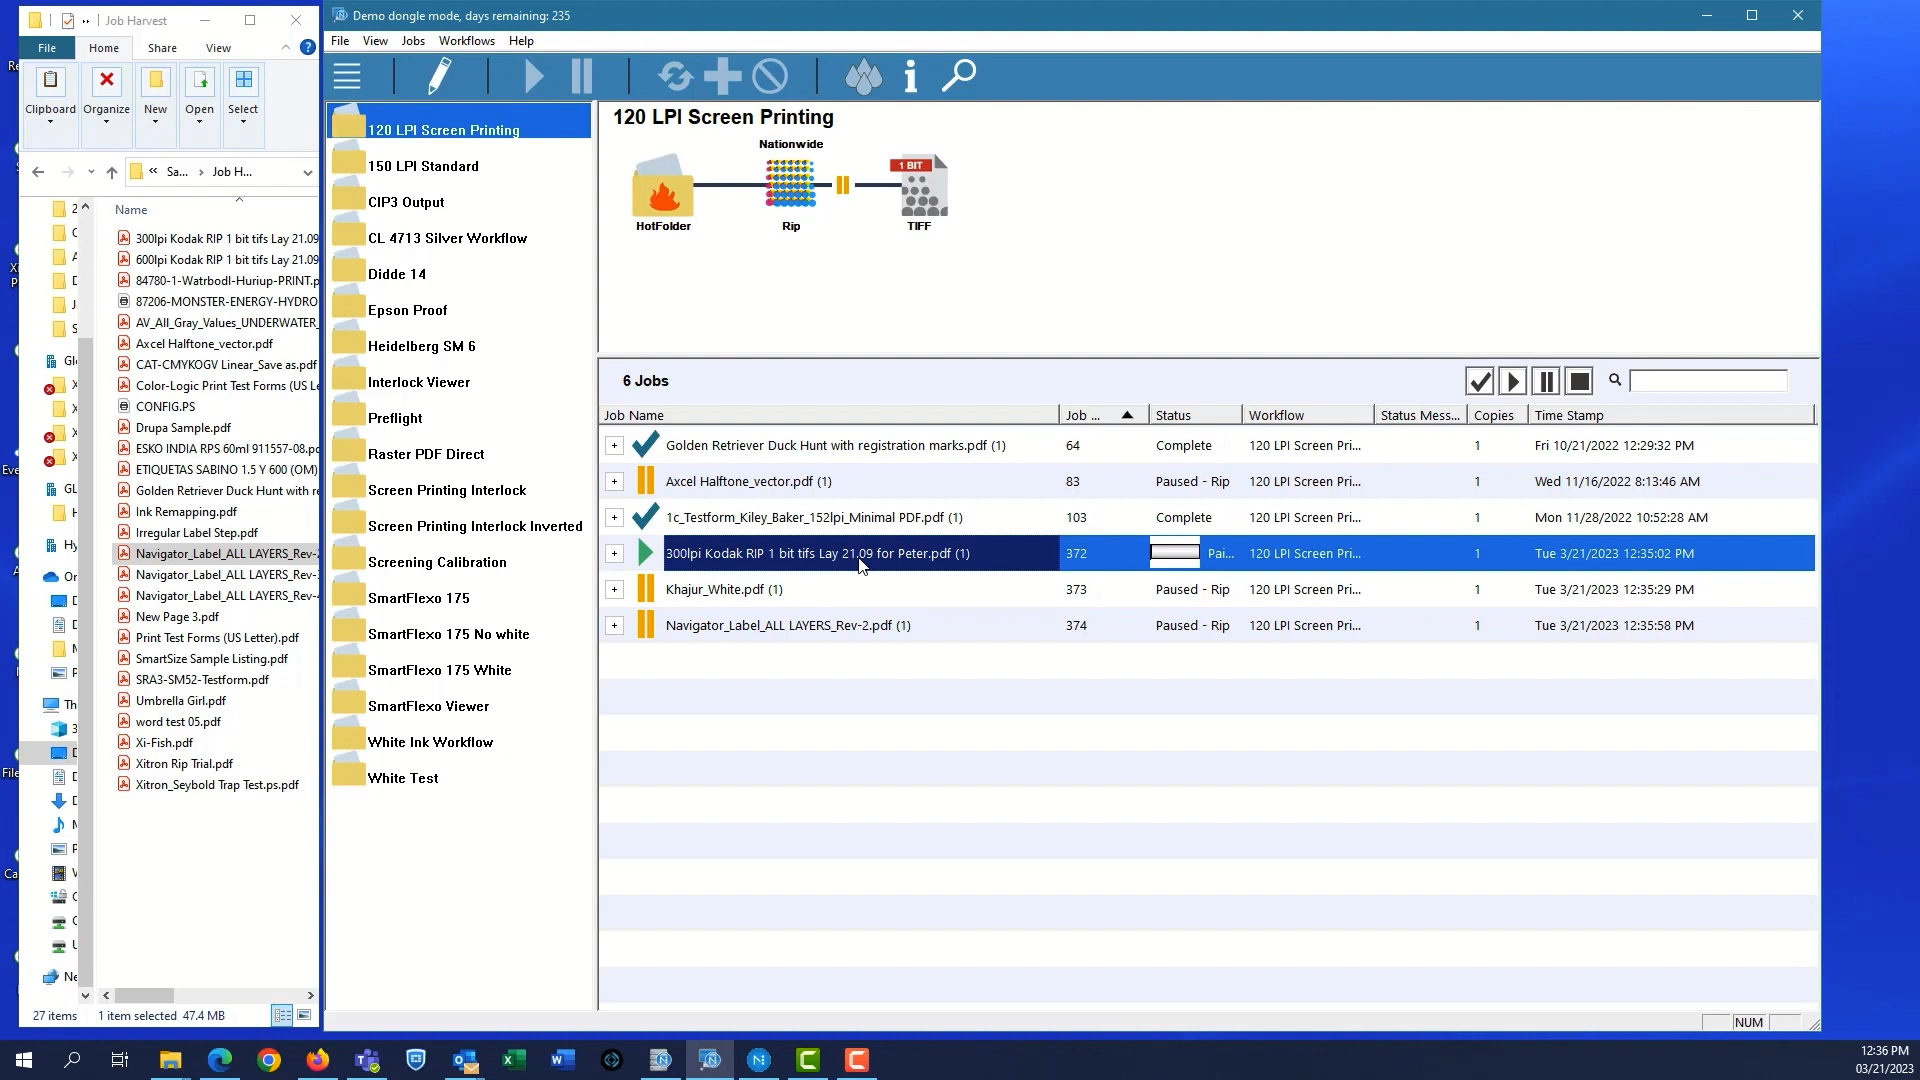 Job Harvest
File Home Share View
Clipboard Organize New Open Select
Sa... Job H...
Name
300lpi Kodak RIP 1 bit tifs Lay 21.09
600lpi Kodak RIP 1 bit tifs Lay 21.09
84780-1-Watrbodl-Huriup-PRINT.p
87206-MONSTER-ENERGY-HYDRO
AV_All_Gray_Values_UNDERWATER_
Axcel Halftone_vector.pdf
CAT-CMYKOGV Linear_Save as.pdf
Color-Logic Print Test Forms (US Le
CONFIG.PS
Drupa Sample.pdf
ESKO INDIA RPS 60ml 911557-08.pd
ETIQUETAS SABINO 1.5 Y 600 (OM)
Golden Retriever Duck Hunt with re
Ink Remapping.pdf
Irregular Label Step.pdf
Navigator_Label_ALL LAYERS_Rev-2
Navigator_Label_ALL LAYERS_Rev-
Navigator_Label_ALL LAYERS_Rev-
New Page 3.pdf
Print Test Forms (US Letter).pdf
SmartSize Sample Listing.pdf
SRA3-SM52-Testform.pdf
Umbrella Girl.pdf
word test 05.pdf
Xi-Fish.pdf
Xitron Rip Trial.pdf
Xitron_Seybold Trap Test.ps.pdf
27 items 1 item selected 47.4 MB
Demo dongle mode, days remaining: 235
File View Jobs Workflows Help
120 LPI Screen Printing
150 LPI Standard
CIP3 Output
CL 4713 Silver Workflow
Didde 14
Epson Proof
Heidelberg SM 6
Interlock Viewer
Preflight
Raster PDF Direct
Screen Printing Interlock
Screen Printing Interlock Inverted
Screening Calibration
SmartFlexo 175
SmartFlexo 175 No white
SmartFlexo 175 White
SmartFlexo Viewer
White Ink Workflow
White Test
120 LPI Screen Printing
Nationwide
1 BIT
HotFolder Rip TIFF
6 Jobs
Job Name Job ... Status Workflow Status Mess... Copies Time Stamp
Golden Retriever Duck Hunt with registration marks.pdf (1) 64 Complete 120 LPI Screen Pri... 1 Fri 10/21/2022 12:29:32 PM
Axcel Halftone_vector.pdf (1) 83 Paused - Rip 120 LPI Screen Pri... 1 Wed 11/16/2022 8:13:46 AM
1c_Testform_Kiley_Baker_152lpi_Minimal PDF.pdf (1) 103 Complete 120 LPI Screen Pri... 1 Mon 11/28/2022 10:52:28 AM
300lpi Kodak RIP 1 bit tifs Lay 21.09 for Peter.pdf (1) 372 Pai... 120 LPI Screen Pri... 1 Tue 3/21/2023 12:35:02 PM
Khajur_White.pdf (1) 373 Paused - Rip 120 LPI Screen Pri... 1 Tue 3/21/2023 12:35:29 PM
Navigator_Label_ALL LAYERS_Rev-2.pdf (1) 374 Paused - Rip 120 LPI Screen Pri... 1 Tue 3/21/2023 12:35:58 PM
NUM
12:36 PM
03/21/2023